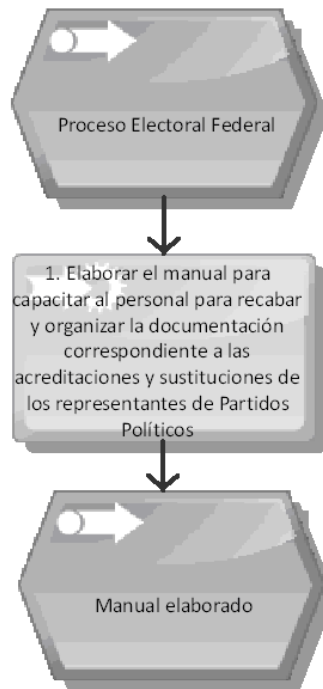 Proceso Electoral Federal
1. Elaborar el manual para
capacitar al personal para recabar
y organizar la documentación
correspondiente a las
acreditaciones y sustituciones de
los representantes de Partidos
Políticos
Manual elaborado